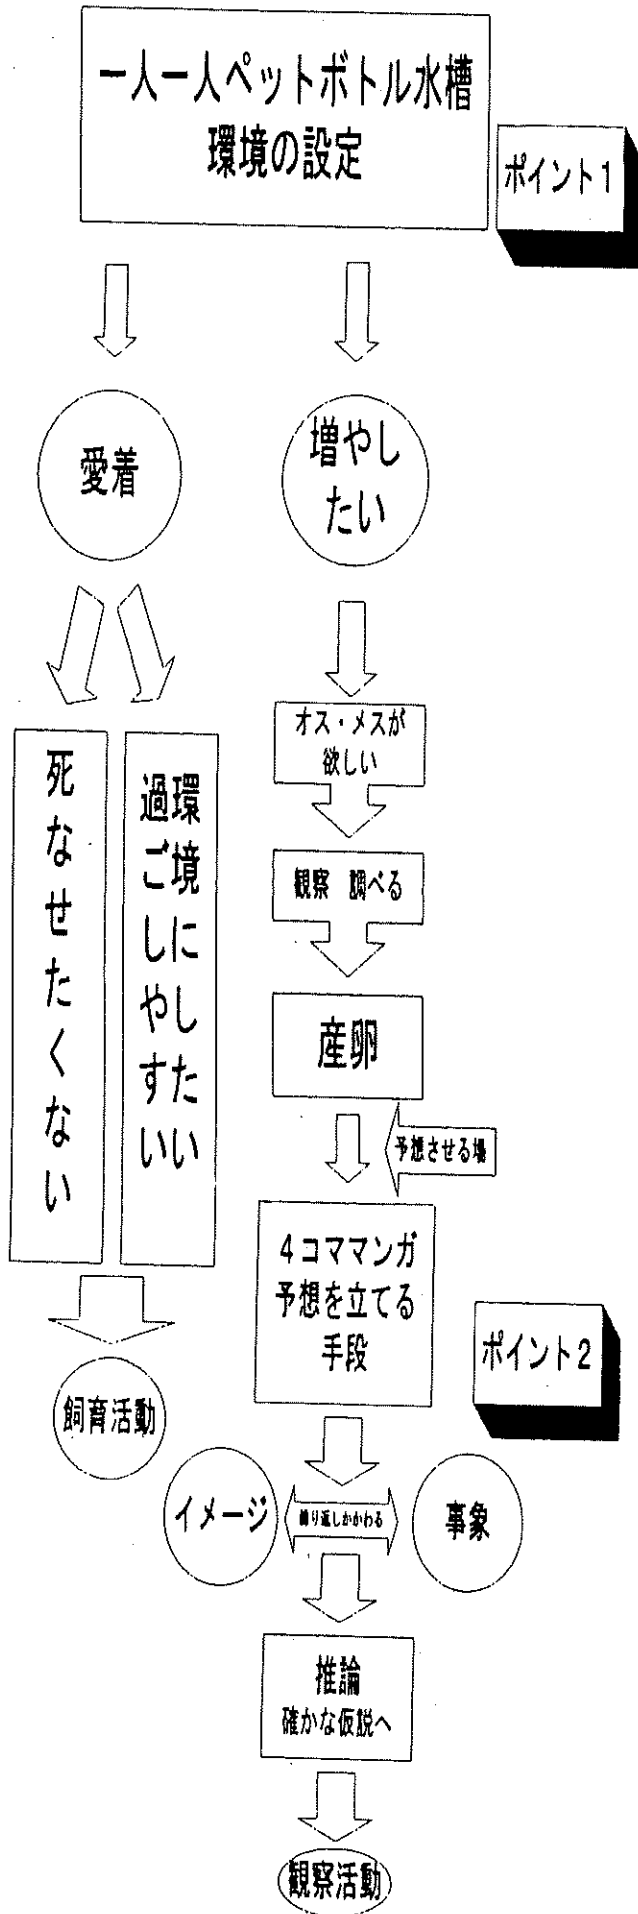 一人一人ペットボトル水槽
環境の設定
ポイント1
愛着
増やし
たい
死なせたくない
過ごしやすい
環境にしたい
オス・メスが
欲しい
観察 調べる
産卵
予想させる場
4コママンガ
予想を立てる
手段
ポイント2
飼育活動
イメージ
繰り返しかかわる
事象
推論
確かな仮説へ
観察活動